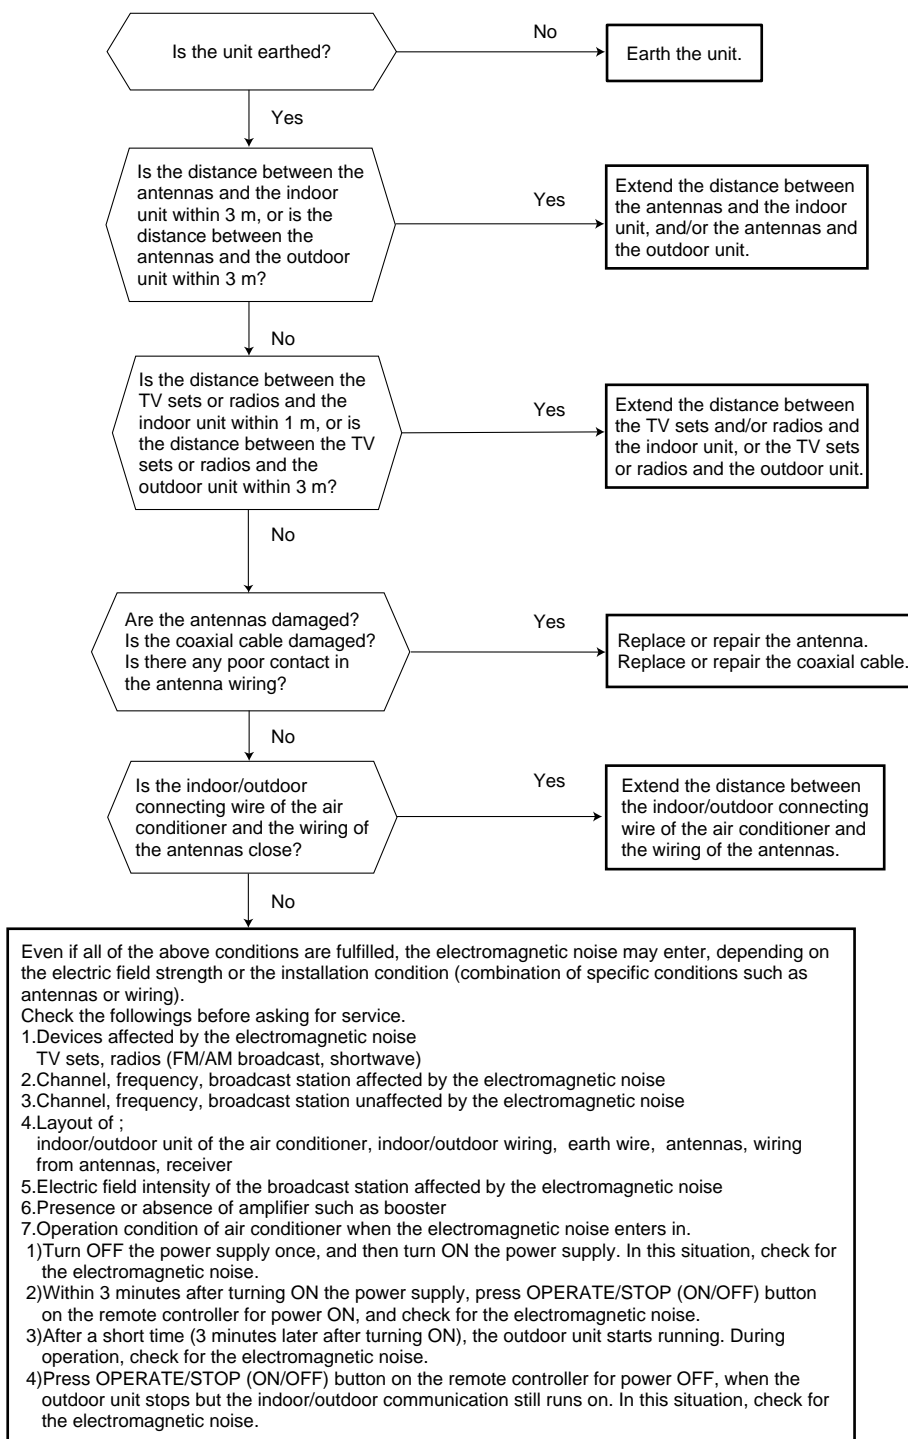 Is the unit earthed?
No
Earth the unit.
Yes
Is the distance between the
antennas and the indoor
unit within 3 m, or is the
distance between the
antennas and the outdoor
unit within 3 m?
Yes
Extend the distance between
the antennas and the indoor
unit, and/or the antennas and
the outdoor unit.
No
Is the distance between the
TV sets or radios and the
indoor unit within 1 m, or is
the distance between the TV
sets or radios and the
outdoor unit within 3 m?
Yes
Extend the distance between
the TV sets and/or radios and
the indoor unit, or the TV sets
or radios and the outdoor unit.
No
Are the antennas damaged?
Is the coaxial cable damaged?
Is there any poor contact in
the antenna wiring?
Yes
Replace or repair the antenna.
Replace or repair the coaxial cable.
No
Is the indoor/outdoor
connecting wire of the air
conditioner and the wiring of
the antennas close?
Yes
Extend the distance between
the indoor/outdoor connecting
wire of the air conditioner and
the wiring of the antennas.
No
Even if all of the above conditions are fulfilled, the electromagnetic noise may enter, depending on
the electric field strength or the installation condition (combination of specific conditions such as
antennas or wiring).
Check the followings before asking for service.
1.Devices affected by the electromagnetic noise
TV sets, radios (FM/AM broadcast, shortwave)
2.Channel, frequency, broadcast station affected by the electromagnetic noise
3.Channel, frequency, broadcast station unaffected by the electromagnetic noise
4.Layout of ;
indoor/outdoor unit of the air conditioner, indoor/outdoor wiring, earth wire, antennas, wiring
from antennas, receiver
5.Electric field intensity of the broadcast station affected by the electromagnetic noise
6.Presence or absence of amplifier such as booster
7.Operation condition of air conditioner when the electromagnetic noise enters in.
1)Turn OFF the power supply once, and then turn ON the power supply. In this situation, check for
the electromagnetic noise.
2)Within 3 minutes after turning ON the power supply, press OPERATE/STOP (ON/OFF) button
on the remote controller for power ON, and check for the electromagnetic noise.
3)After a short time (3 minutes later after turning ON), the outdoor unit starts running. During
operation, check for the electromagnetic noise.
4)Press OPERATE/STOP (ON/OFF) button on the remote controller for power OFF, when the
outdoor unit stops but the indoor/outdoor communication still runs on. In this situation, check for
the electromagnetic noise.